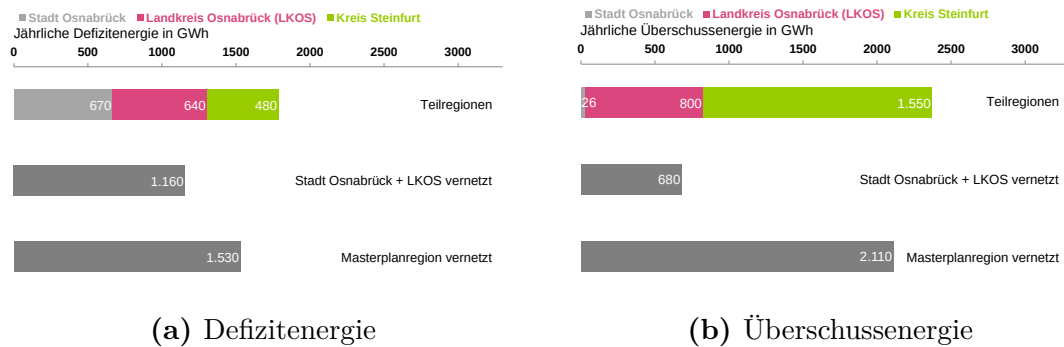 Stadt Osnabrück Landkreis Osnabrück (LKOS) Kreis Steinfurt
Jährliche Defizitenergie in GWh
0 500 1000 1500 2000 2500 3000
670 640 480 Teilregionen
1.160 Stadt Osnabrück + LKOS vernetzt
1.530 Masterplanregion vernetzt
(a) Defizitenergie
Stadt Osnabrück Landkreis Osnabrück (LKOS) Kreis Steinfurt
Jährliche Überschussenergie in GWh
0 500 1000 1500 2000 2500 3000
26 800 1.550 Teilregionen
680 Stadt Osnabrück + LKOS vernetzt
2.110 Masterplanregion vernetzt
(b) Überschussenergie